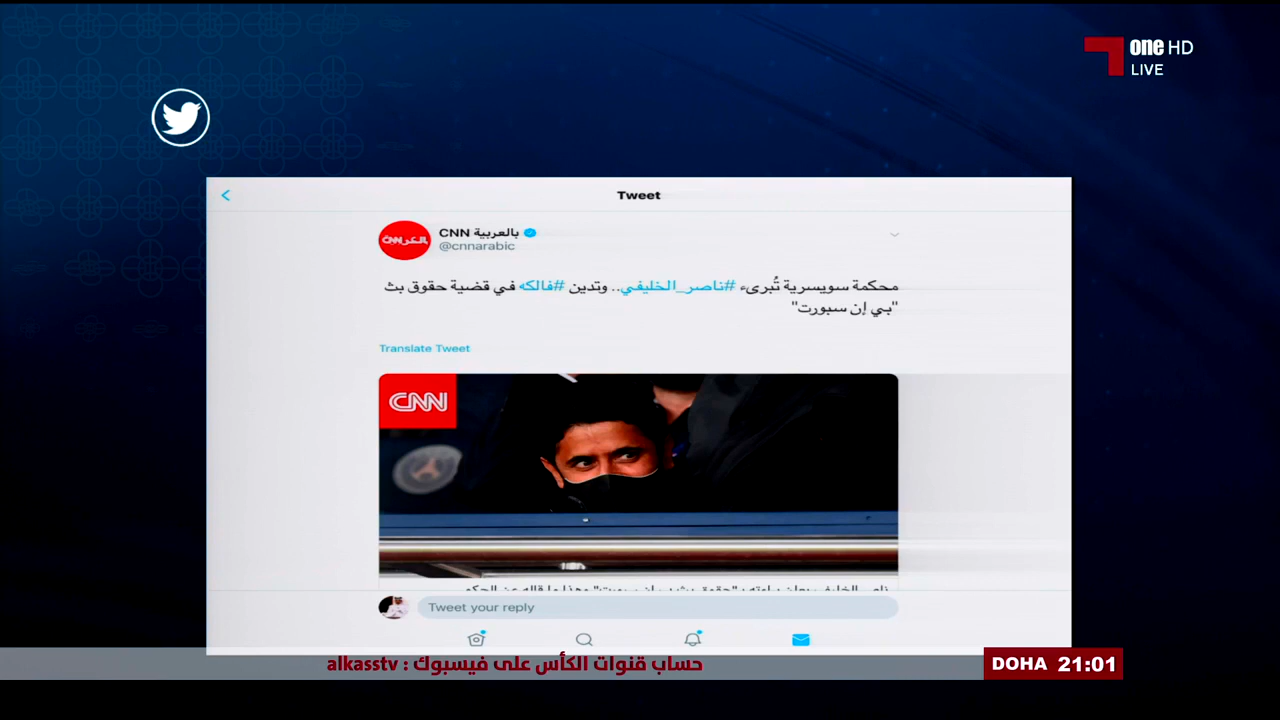 one HD
LIVE
Tweet
CNN بالعربية
@cnnarabic
محكمة سويسرية تُبرىء #ناصر_الخليفي.. وتدين #فالكه في قضية حقوق بث
"بي إن سبورت"
Translate Tweet
CNN
Tweet your reply
حساب قنوات الكأس على فيسبوك : alkasstv
DOHA 21:01